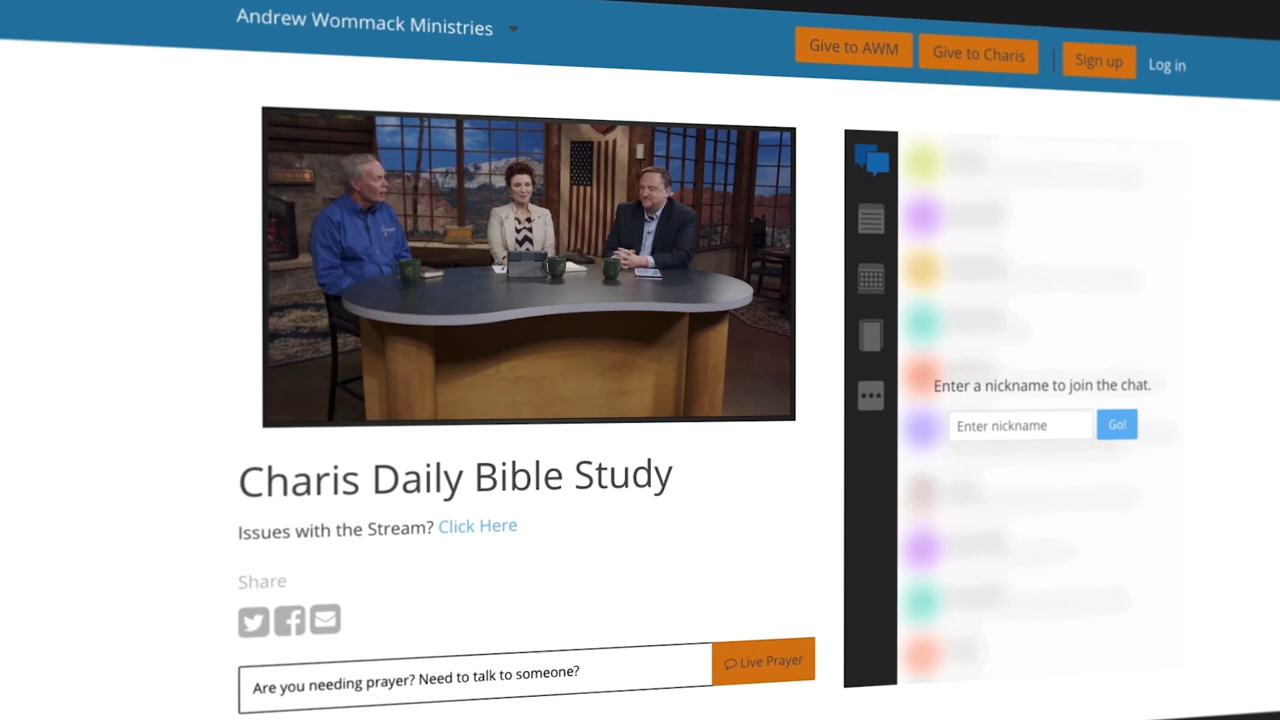 Andrew Wommack Ministries
Give to AWM
Give to Charis
Sign up
Log in
Charis Daily Bible Study
Issues with the Stream? Click Here
Share
Are you needing prayer? Need to talk to someone?
Live Prayer
Enter a nickname to join the chat.
Enter nickname
Go!